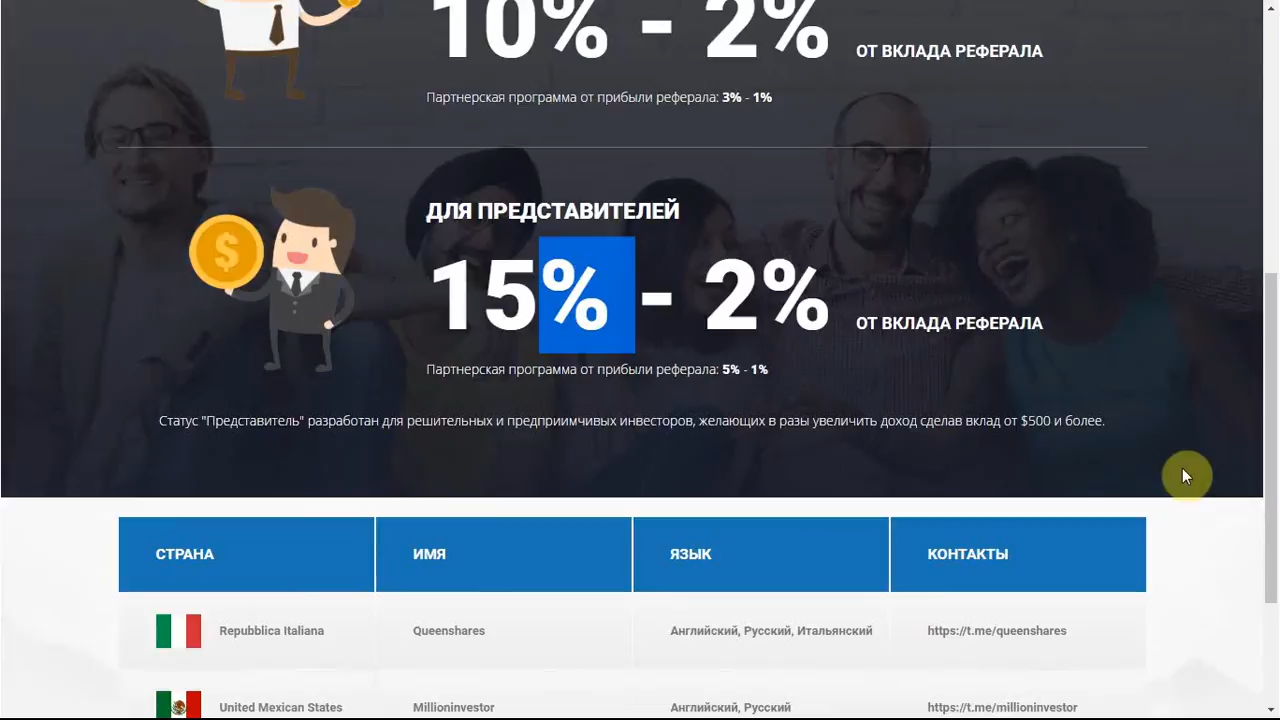 10% - 2% ОТ ВКЛАДА РЕФЕРАЛА
Партнерская программа от прибыли реферала: 3% - 1%
ДЛЯ ПРЕДСТАВИТЕЛЕЙ
15% - 2% ОТ ВКЛАДА РЕФЕРАЛА
Партнерская программа от прибыли реферала: 5% - 1%
Статус "Представитель" разработан для решительных и предприимчивых инвесторов, желающих в разы увеличить доход сделав вклад от $500 и более.
СТРАНА ИМЯ ЯЗЫК КОНТАКТЫ
Repubblica Italiana Queenshares Английский, Русский, Итальянский https://t.me/queenshares
United Mexican States Millioninvestor Английский, Русский https://t.me/millioninvestor